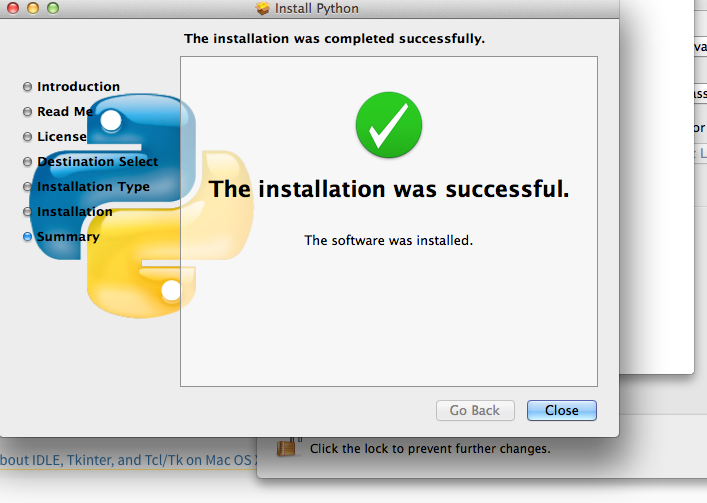 Install Python
The installation was completed successfully.
Introduction
Read Me
License
Destination Select
Installation Type
Installation
Summary
The installation was successful.
The software was installed.
Go Back
Close
Click the lock to prevent further changes.
bout IDLE, Tkinter, and Tcl/Tk on Mac OS
va
ass
or
L